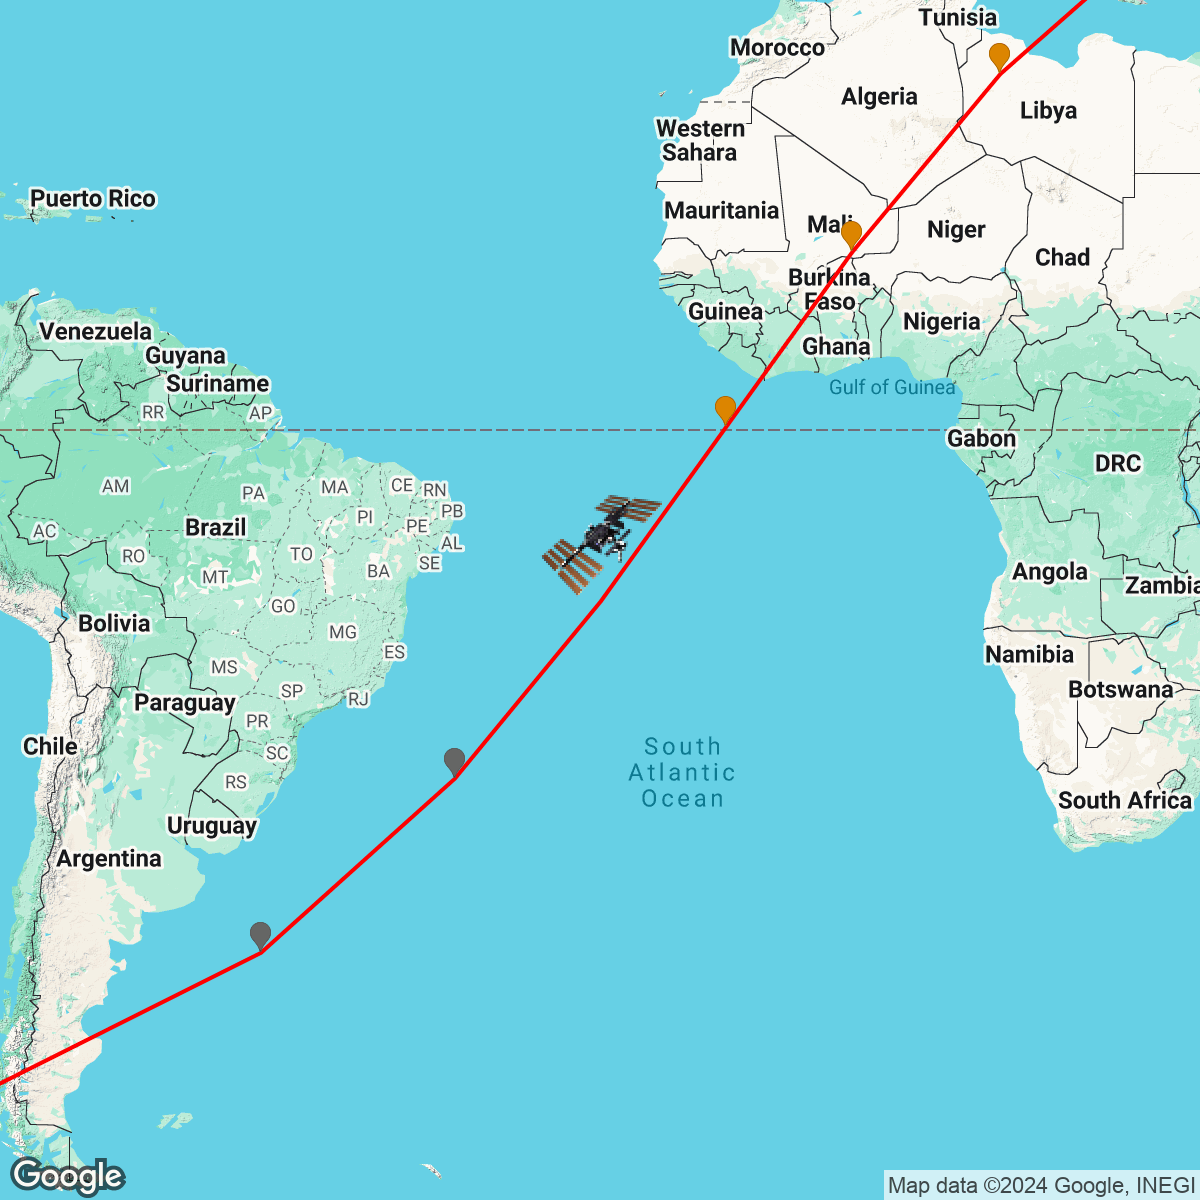 Tunisia
Morocco
Algeria
Libya
Western
Sahara
Puerto Rico
Mauritania
Mali
Niger
Chad
Burkina
Faso
Guinea
Nigeria
Venezuela
Ghana
Guyana
Suriname
Gulf of Guinea
RR
AP
Gabon
DRC
AM
PA
MA
CE
RN
PB
PI
PE
AC
Brazil
AL
RO
TO
SE
MT
BA
Angola
Zambia
GO
Bolivia
MG
ES
Namibia
MS
Botswana
SP
RJ
Paraguay
PR
Chile
SC
South
Atlantic
Ocean
RS
South Africa
Uruguay
Argentina
Google
Map data ©2024 Google, INEGI